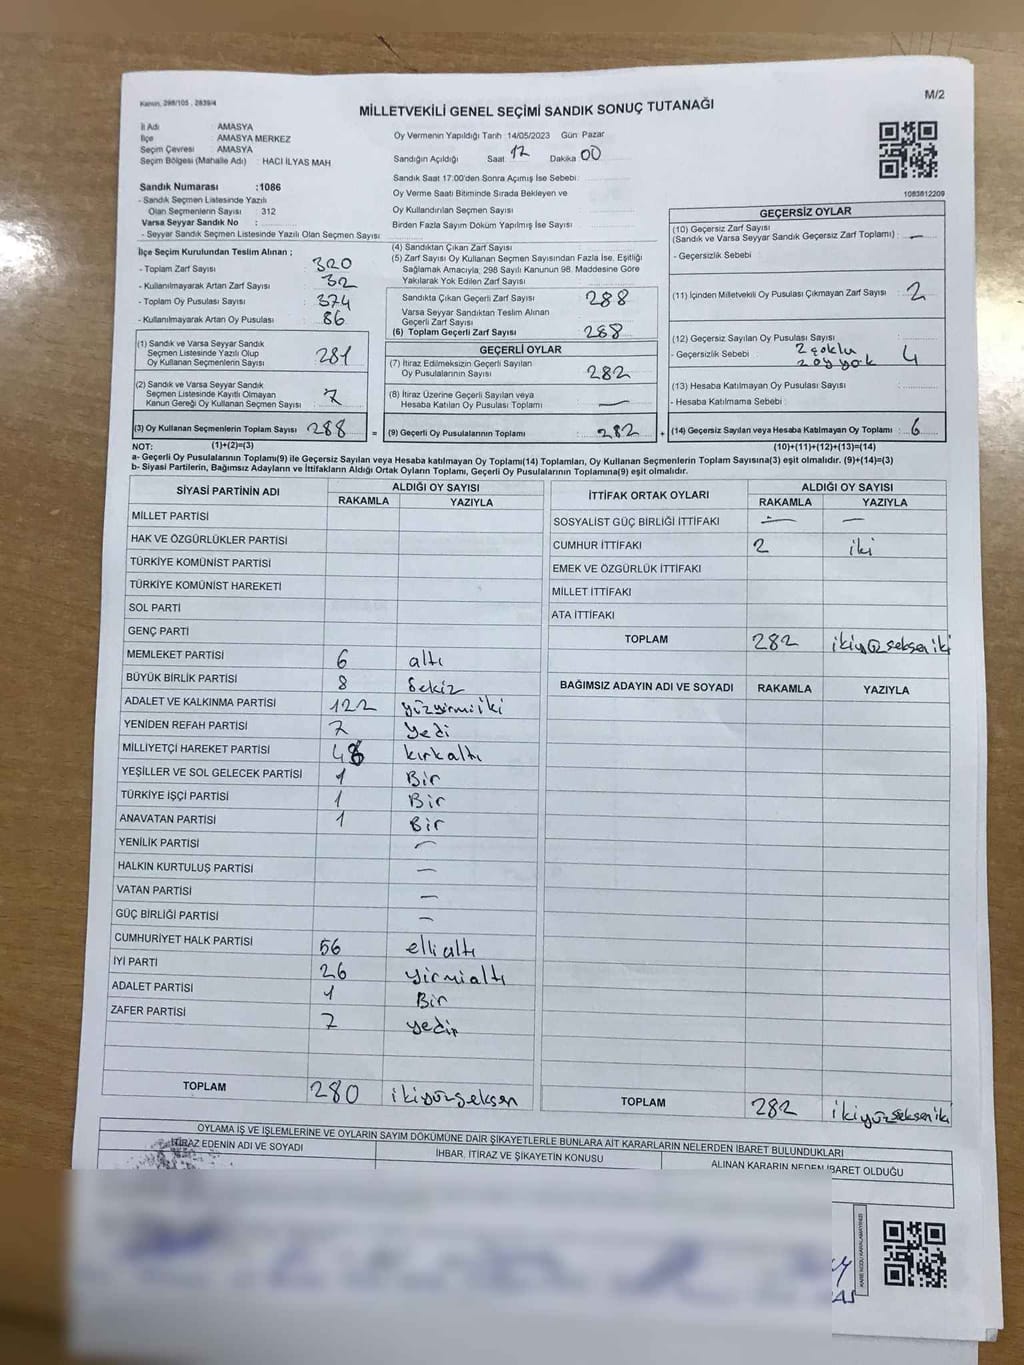 Kanun, 298/105 , 2839/4
M/2
MİLLETVEKİLİ GENEL SEÇİMİ SANDIK SONUÇ TUTANAĞI
İl Adı : AMASYA
İlçe : AMASYA MERKEZ
Seçim Çevresi : AMASYA
Seçim Bölgesi (Mahalle Adı) : HACI İLYAS MAH
Oy Vermenin Yapıldığı Tarih 14/05/2023 Gün Pazar
Sandığın Açıldığı Saat 17 Dakika 00
Sandık Saat 17:00'den Sonra Açılmış İse Sebebi
Oy Verme Saati Bitiminde Sırada Bekleyen ve
Oy Kullandırılan Seçmen Sayısı
Birden Fazla Sayım Döküm Yapılmış İse Sayısı
1083612209
Sandık Numarası :1086
- Sandık Seçmen Listesinde Yazılı
Olan Seçmenlerin Sayısı 312
Varsa Seyyar Sandık No :
- Seyyar Sandık Seçmen Listesinde Yazılı Olan Seçmen Sayısı
İlçe Seçim Kurulundan Teslim Alınan ;
- Toplam Zarf Sayısı : 320
- Kullanılmayarak Artan Zarf Sayısı : 32
- Toplam Oy Pusulası Sayısı : 374
- Kullanılmayarak Artan Oy Pusulası : 86
(1) Sandık ve Varsa Seyyar Sandık
Seçmen Listesinde Yazılı Olup
Oy Kullanan Seçmenlerin Sayısı 281
(2) Sandık ve Varsa Seyyar Sandık
Seçmen Listesinde Kayıtlı Olmayan
Kanun Gereği Oy Kullanan Seçmen Sayısı 7
(3) Oy Kullanan Seçmenlerin Toplam Sayısı 288 =
(4) Sandıktan Çıkan Zarf Sayısı
(5) Zarf Sayısı Oy Kullanan Seçmen Sayısından Fazla İse, Eşitliği
Sağlamak Amacıyla, 298 Sayılı Kanunun 98. Maddesine Göre
Yakılarak Yok Edilen Zarf Sayısı
Sandıkta Çıkan Geçerli Zarf Sayısı : 288
Varsa Seyyar Sandıktan Teslim Alınan
Geçerli Zarf Sayısı
(6) Toplam Geçerli Zarf Sayısı : 288
GEÇERLİ OYLAR
(7) İtiraz Edilmeksizin Geçerli Sayılan
Oy Pusulalarının Sayısı : 282
(8) İtiraz Üzerine Geçerli Sayılan veya
Hesaba Katılan Oy Pusulası Toplamı : —
(9) Geçerli Oy Pusulalarının Toplamı : 282 +
GEÇERSİZ OYLAR
(10) Geçersiz Zarf Sayısı
(Sandık ve Varsa Seyyar Sandık Geçersiz Zarf Toplamı) : —
- Geçersizlik Sebebi
(11) İçinden Milletvekili Oy Pusulası Çıkmayan Zarf Sayısı : 2
(12) Geçersiz Sayılan Oy Pusulası Sayısı : 4
- Geçersizlik Sebebi 2 çoklu
2 oy yok
(13) Hesaba Katılmayan Oy Pusulası Sayısı
- Hesaba Katılmama Sebebi
(14) Geçersiz Sayılan veya Hesaba Katılmayan Oy Toplamı : 6
NOT: (1)+(2)=(3) (10)+(11)+(12)+(13)=(14)
a- Geçerli Oy Pusulalarının Toplamı(9) ile Geçersiz Sayılan veya Hesaba katılmayan Oy Toplamı(14) Toplamları, Oy Kullanan Seçmenlerin Toplam Sayısına(3) eşit olmalıdır. (9)+(14)=(3)
b- Siyasi Partilerin, Bağımsız Adayların ve İttifakların Aldığı Ortak Oyların Toplamı, Geçerli Oy Pusulalarının Toplamına(9) eşit olmalıdır.
SİYASİ PARTİNİN ADI ALDIĞI OY SAYISI
RAKAMLA YAZIYLA
MİLLET PARTİSİ
HAK VE ÖZGÜRLÜKLER PARTİSİ
TÜRKİYE KOMÜNİST PARTİSİ
TÜRKİYE KOMÜNİST HAREKETİ
SOL PARTİ
GENÇ PARTİ
MEMLEKET PARTİSİ 6 altı
BÜYÜK BİRLİK PARTİSİ 8 Sekiz
ADALET VE KALKINMA PARTİSİ 122 yüzyirmiiki
YENİDEN REFAH PARTİSİ 7 yedi
MİLLİYETÇİ HAREKET PARTİSİ 46 kırkaltı
YEŞİLLER VE SOL GELECEK PARTİSİ 1 Bir
TÜRKİYE İŞÇİ PARTİSİ 1 Bir
ANAVATAN PARTİSİ 1 Bir
YENİLİK PARTİSİ —
HALKIN KURTULUŞ PARTİSİ —
VATAN PARTİSİ —
GÜÇ BİRLİĞİ PARTİSİ —
CUMHURİYET HALK PARTİSİ 56 ellialtı
İYİ PARTİ 26 yirmialtı
ADALET PARTİSİ 1 Bir
ZAFER PARTİSİ 7
TOPLAM 280 ikiyüzseksen
İTTİFAK ORTAK OYLARI ALDIĞI OY SAYISI
RAKAMLA YAZIYLA
SOSYALİST GÜÇ BİRLİĞİ İTTİFAKI — —
CUMHUR İTTİFAKI 2 iki
EMEK VE ÖZGÜRLÜK İTTİFAKI
MİLLET İTTİFAKI
ATA İTTİFAKI
TOPLAM 282 ikiyüzsekseniki
BAĞIMSIZ ADAYIN ADI VE SOYADI RAKAMLA YAZIYLA
TOPLAM 282 ikiyüzsekseniki
OYLAMA İŞ VE İŞLEMLERİNE VE OYLARIN SAYIM DÖKÜMÜNE DAİR ŞİKAYETLERLE BUNLARA AİT KARARLARIN NELERDEN İBARET BULUNDUKLARI
İTİRAZ EDENİN ADI VE SOYADI İHBAR, İTİRAZ VE ŞİKAYETİN KONUSU ALINAN KARARIN NEDEN İBARET OLDUĞU
KARE KODU KARALAMAYINIZ!